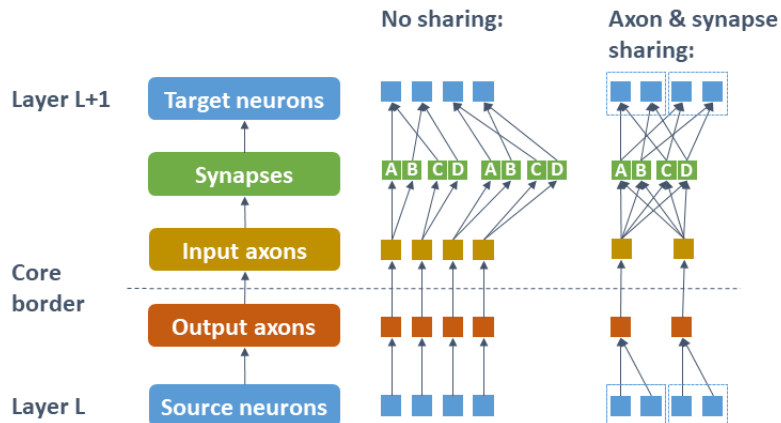 No sharing:
Axon & synapse
sharing:
Layer L+1
Target neurons
Synapses
A B C D A B C D
A B C D
Input axons
Core
border
Output axons
Layer L
Source neurons